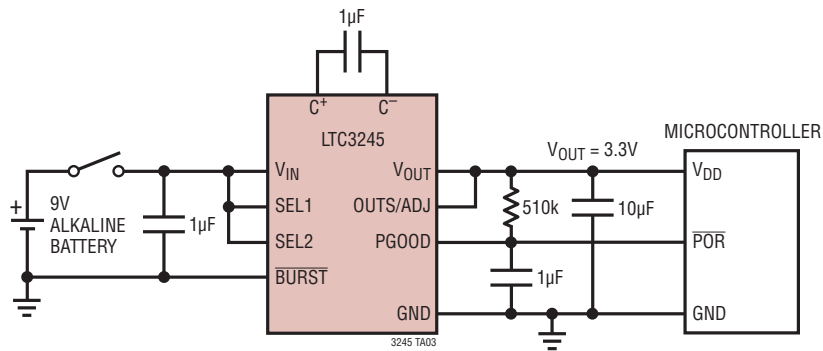 1µF
C+ C–
LTC3245
MICROCONTROLLER
VOUT = 3.3V
VIN VOUT VDD
+ 9V
ALKALINE
BATTERY
1µF
SEL1 OUTS/ADJ 510k 10µF
SEL2 PGOOD POR
BURST 1µF
GND GND
3245 TA03